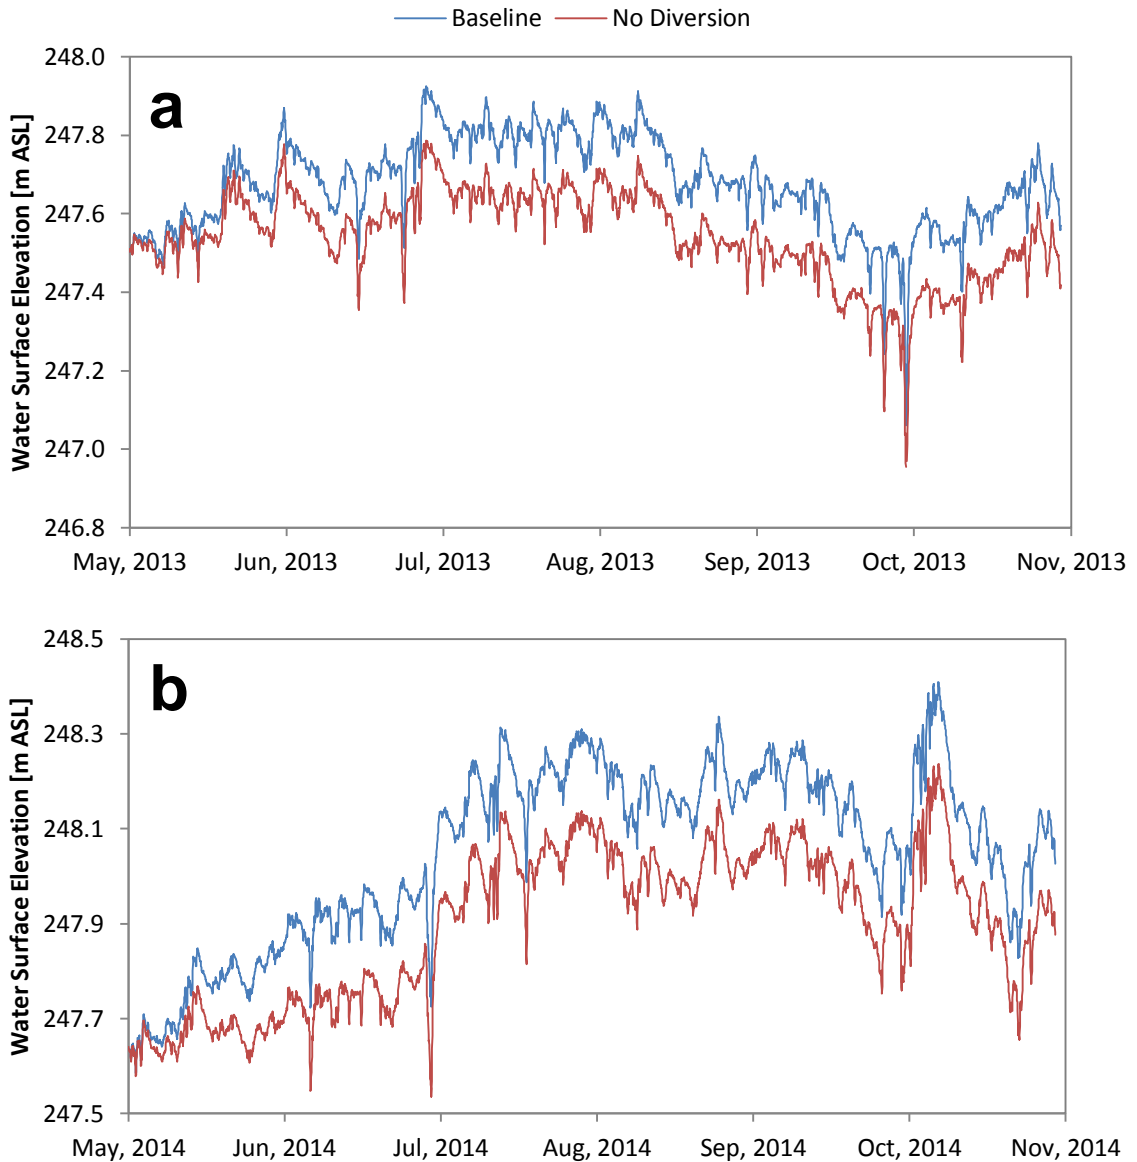 Baseline No Diversion
a
Water Surface Elevation [m ASL]
248.0
247.8
247.6
247.4
247.2
247.0
246.8
May, 2013 Jun, 2013 Jul, 2013 Aug, 2013 Sep, 2013 Oct, 2013 Nov, 2013
b
Water Surface Elevation [m ASL]
248.5
248.3
248.1
247.9
247.7
247.5
May, 2014 Jun, 2014 Jul, 2014 Aug, 2014 Sep, 2014 Oct, 2014 Nov, 2014